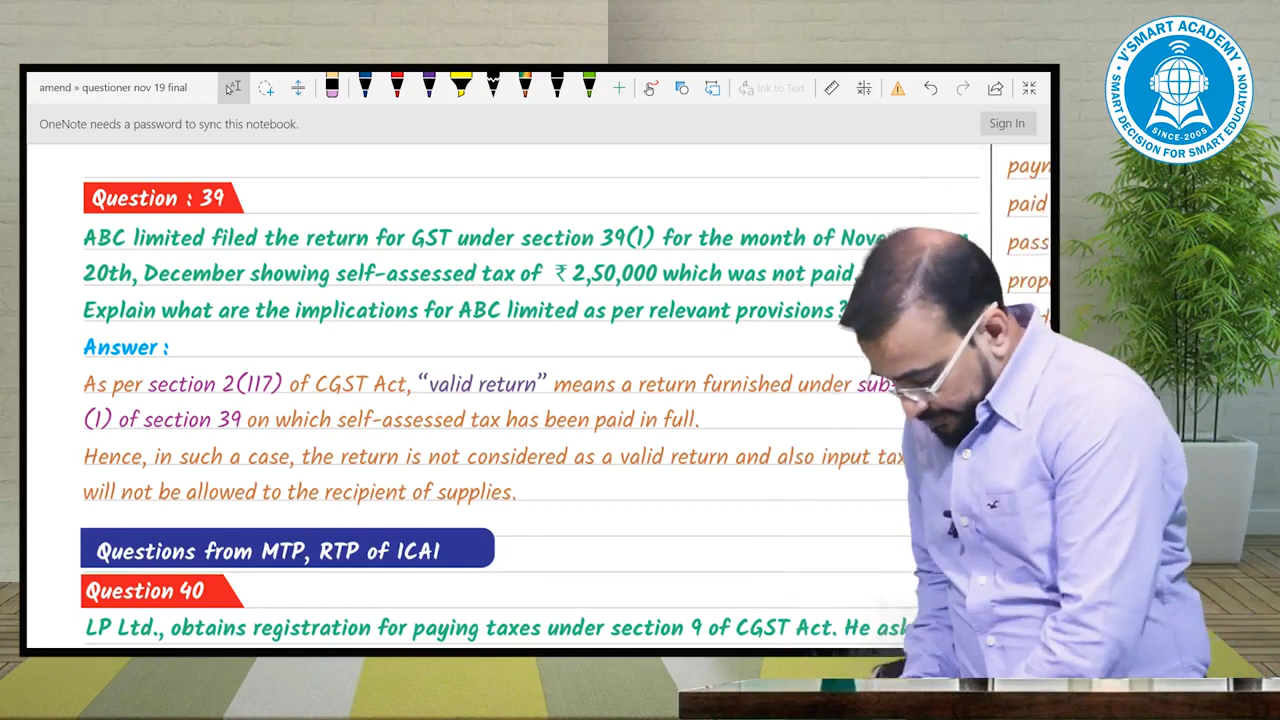 amend » questioner nov 19 final
Ink to Text
OneNote needs a password to sync this notebook.
Sign In
Question : 39
ABC limited filed the return for GST under section 39(1) for the month of
20th, December showing self-assessed tax of ₹ 2,50,000 which was not paid.
Explain what are the implications for ABC limited as per relevant provisions ?
Answer :
As per section 2(117) of CGST Act, “valid return” means a return furnished under sub-
(1) of section 39 on which self-assessed tax has been paid in full.
Hence, in such a case, the return is not considered as a valid return and also input tax
will not be allowed to the recipient of supplies.
Questions from MTP, RTP of ICAI
Question 40
LP Ltd., obtains registration for paying taxes under section 9 of CGST Act. He
paid
V'SMART ACADEMY
SINCE-2005
SMART DECISION FOR SMART EDUCATION